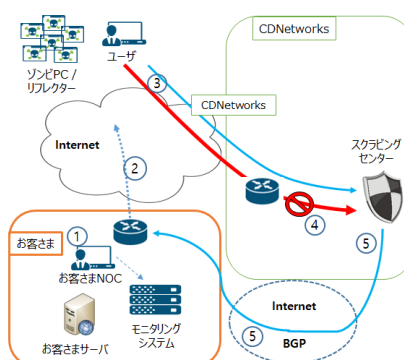 CDNetworks
ゾンビPC /
リフレクター
ユーザ
③
CDNetworks
Internet
スクラビング
センター
②
④
お客さま
①
お客さまNOC
⑤
お客さまサーバ
モニタリング
システム
Internet
⑤
BGP